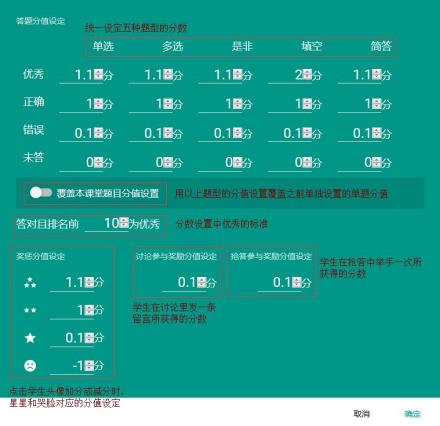 答题分值设定
统一设定五种题型的分数
单选 多选 是非 填空 简答
优秀 1.1分 1.1分 1.1分 2分 1.1分
正确 1分 1分 1分 1分 1分
错误 0.1分 0.1分 0.1分 0.1分 0.1分
未答 0分 0分 0分 0分 0分
覆盖本课堂题目分值设置 用以上题型的分值设置覆盖之前单独设置的单题分值
答对且排名前 10 为优秀 分数设置中优秀的标准
奖惩分值设定
1.1分
1分
0.1分
-1分
讨论参与奖励分值设定
0.1分
抢答参与奖励分值设定
0.1分
学生在抢答中举手一次所
获得的分数
学生在讨论里发一条
留言所获得的分数
点击学生头像加分或减分时,
星星和哭脸对应的分值设定
取消 确定